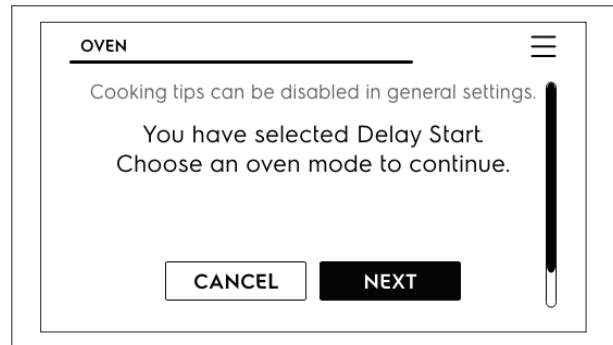 OVEN
Cooking tips can be disabled in general settings.
You have selected Delay Start.
Choose an oven mode to continue.
CANCEL NEXT